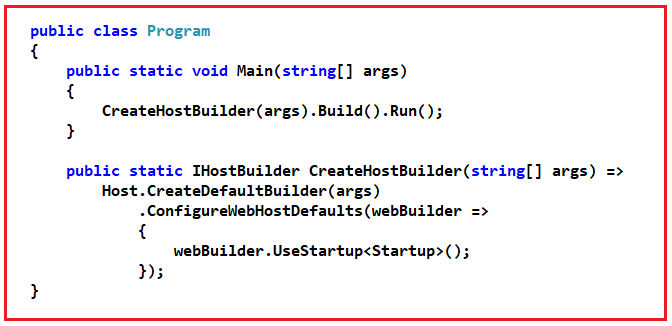 public class Program
{
    public static void Main(string[] args)
    {
        CreateHostBuilder(args).Build().Run();
    }

    public static IHostBuilder CreateHostBuilder(string[] args) =>
        Host.CreateDefaultBuilder(args)
            .ConfigureWebHostDefaults(webBuilder =>
            {
                webBuilder.UseStartup<Startup>();
            });
}